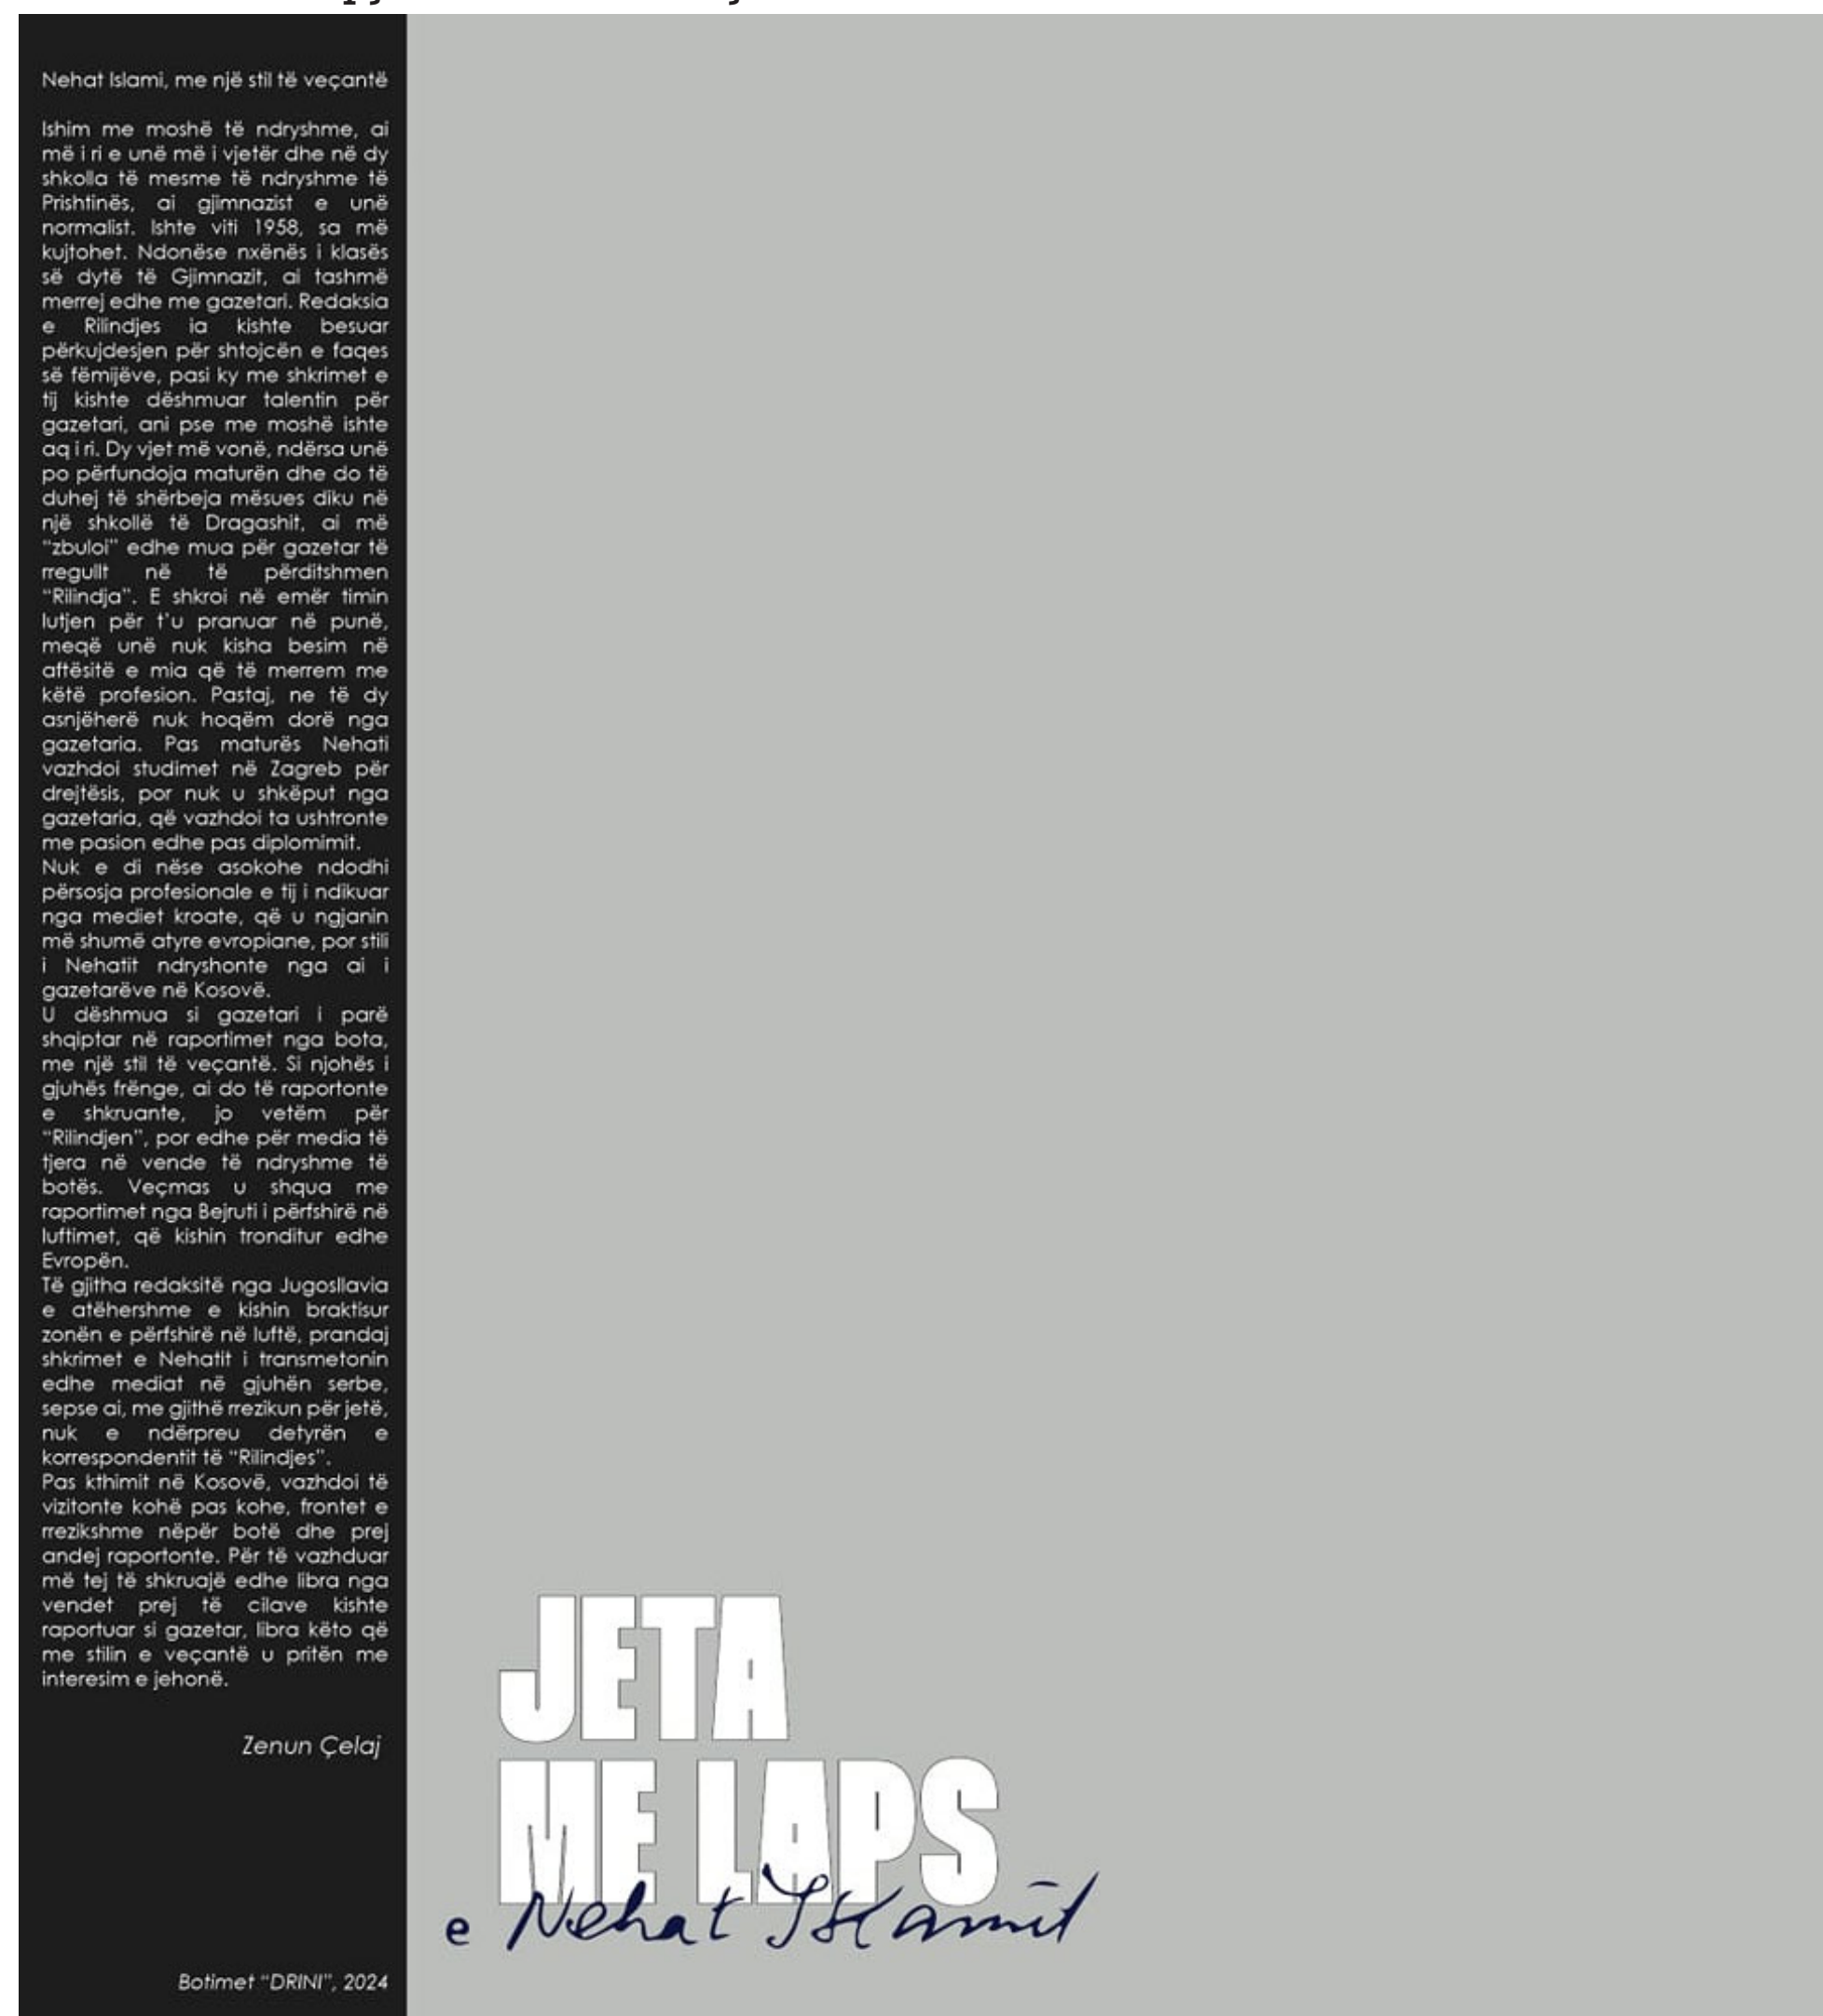 Nehat Islami, me një stil të veçantë
Ishim me moshë të ndryshme, ai
më i ri e unë më i vjetër dhe në dy
shkolla të mesme të ndryshme të
Prishtinës, ai gjimnazist e unë
normalist. Ishte viti 1958, sa më
kujtohet. Ndonëse nxënës i klasës
së dytë të Gjimnazit, ai tashmë
merrej edhe me gazetari. Redaksia
e Rilindjes ia kishte besuar
përkujdesjen për shtojcën e faqes
së fëmijëve, pasi ky me shkrimet e
tij kishte dëshmuar talentin për
gazetari, ani pse me moshë ishte
aq i ri. Dy vjet më vonë, ndërsa unë
po përfundoja maturën dhe do të
duhej të shërbeja mësues diku në
një shkollë të Dragashit, ai më
“zbuloi” edhe mua për gazetar të
rregullt në të përditshmen
“Rilindja”. E shkroi në emër timin
lutjen për t’u pranuar në punë,
meqë unë nuk kisha besim në
aftësitë e mia që të merrem me
këtë profesion. Pastaj, ne të dy
asnjëherë nuk hoqëm dorë nga
gazetaria. Pas maturës Nehati
vazhdoi studimet në Zagreb për
drejtësis, por nuk u shkëput nga
gazetaria, që vazhdoi ta ushtronte
me pasion edhe pas diplomimit.
Nuk e di nëse asokohe ndodhi
përsosja profesionale e tij i ndikuar
nga mediet kroate, që u ngjanin
më shumë atyre evropiane, por stili
i Nehatit ndryshonte nga ai i
gazetarëve në Kosovë.
U dëshmua si gazetari i parë
shqiptar në raportimet nga bota,
me një stil të veçantë. Si njohës i
gjuhës frënge, ai do të raportonte
e shkruante, jo vetëm për
“Rilindjen”, por edhe për media të
tjera në vende të ndryshme të
botës. Veçmas u shqua me
raportimet nga Bejruti i përfshirë në
luftimet, që kishin tronditur edhe
Evropën.
Të gjitha redaksitë nga Jugosllavia
e atëhershme e kishin braktisur
zonën e përfshirë në luftë, prandaj
shkrimet e Nehatit i transmetonin
edhe mediat në gjuhën serbe,
sepse ai, me gjithë rrezikun për jetë,
nuk e ndërpreu detyrën e
korrespondentit të “Rilindjes”.
Pas kthimit në Kosovë, vazhdoi të
vizitonte kohë pas kohe, frontet e
rrezikshme nëpër botë dhe prej
andej raportonte. Për të vazhduar
më tej të shkruajë edhe libra nga
vendet prej të cilave kishte
raportuar si gazetar, libra këto që
me stilin e veçantë u pritën me
interesim e jehonë.
Zenun Çelaj
Botimet “DRINI”, 2024
JETA
ME LAPS
e Nehat Islamit